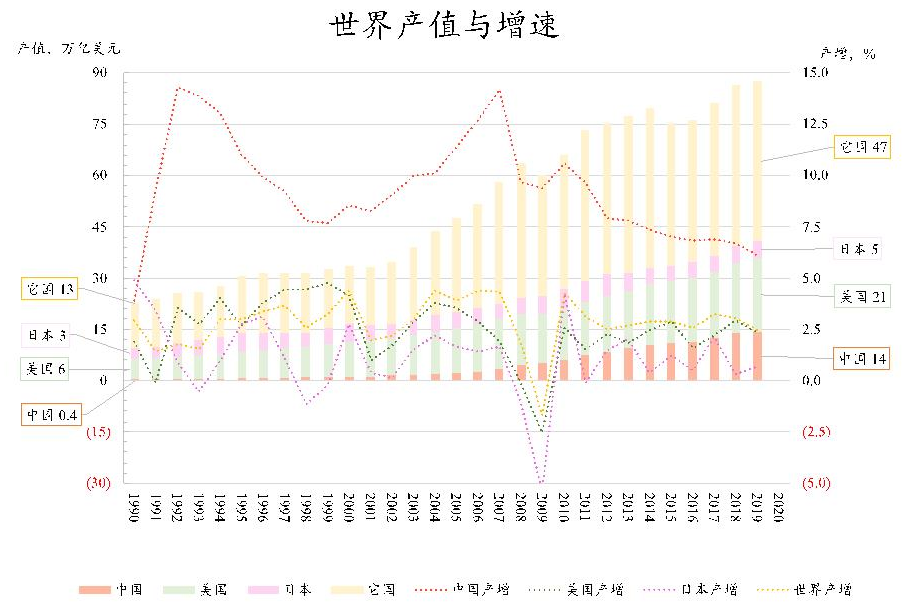 世界产值与增速
产值，万亿美元
产增，%
90
75
60
45
30
15
0
(15)
(30)
15.0
12.5
10.0
7.5
5.0
2.5
0.0
(2.5)
(5.0)
它国 13
日本 3
美国 6
中国 0.4
它国 47
日本 5
美国 21
中国 14
1990 1991 1992 1993 1994 1995 1996 1997 1998 1999 2000 2001 2002 2003 2004 2005 2006 2007 2008 2009 2010 2011 2012 2013 2014 2015 2016 2017 2018 2019 2020
中国 美国 日本 它国 中国产增 美国产增 日本产增 世界产增